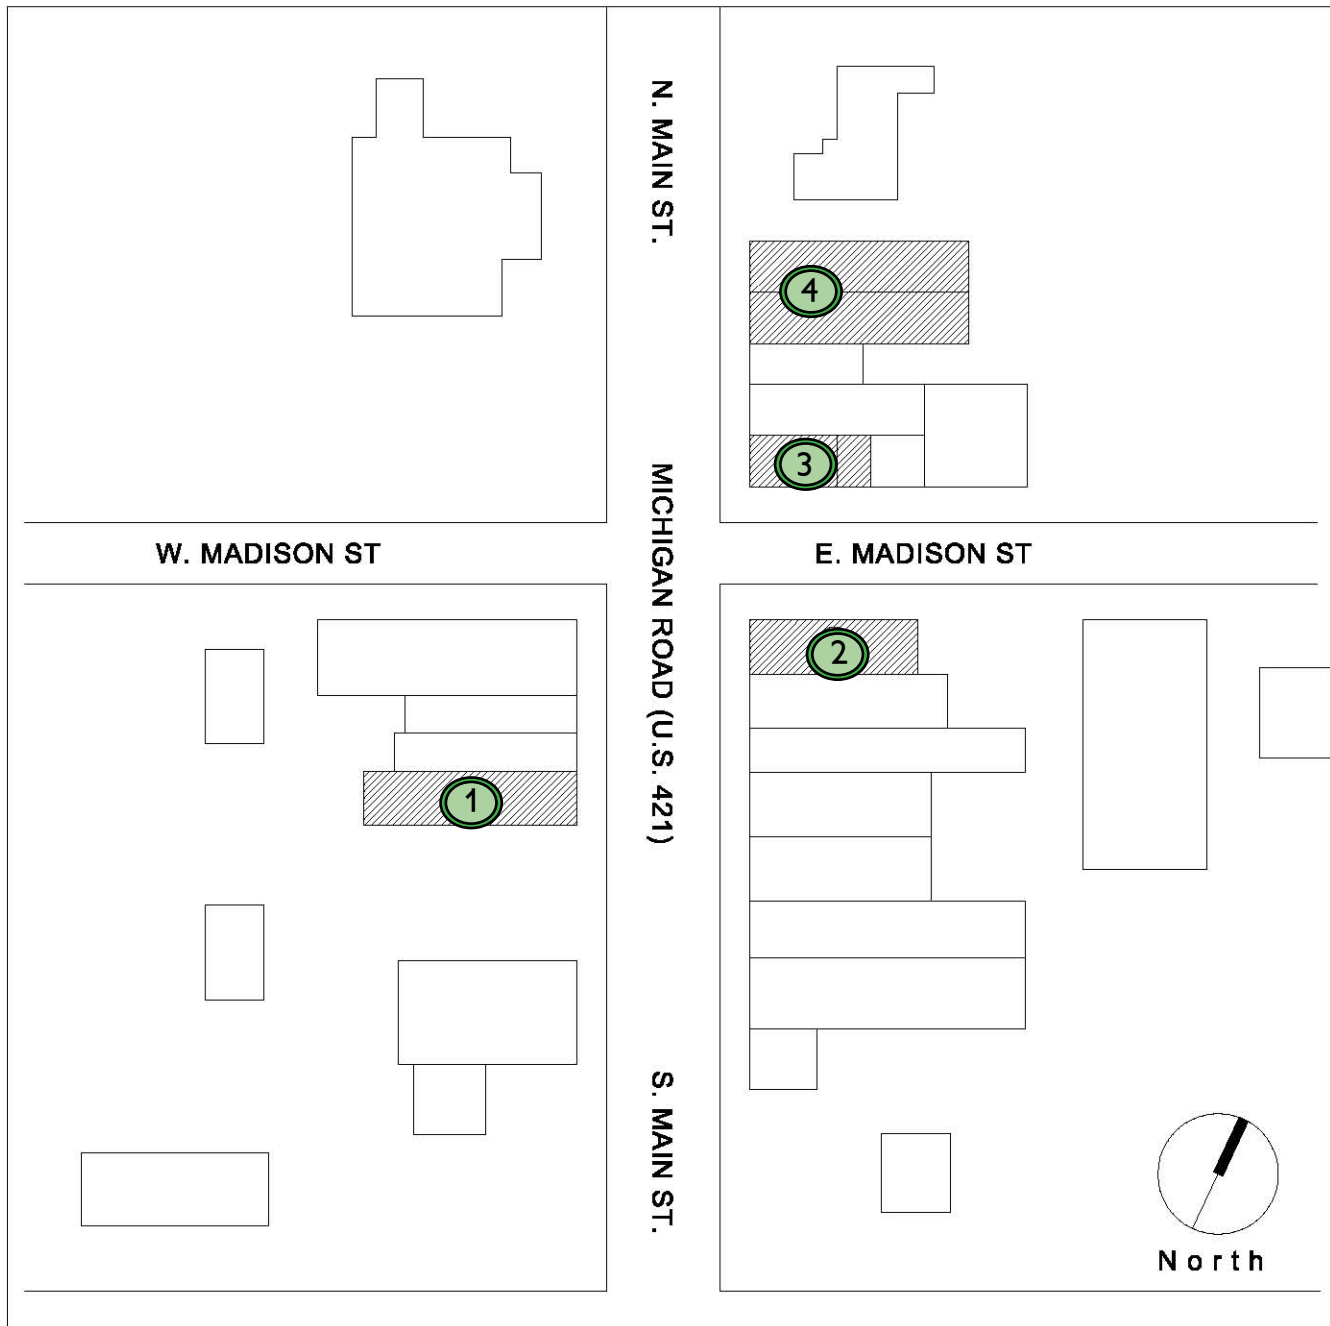 N. MAIN ST.
4
3
MICHIGAN ROAD (U.S. 421)
W. MADISON ST
E. MADISON ST
2
1
S. MAIN ST.
North